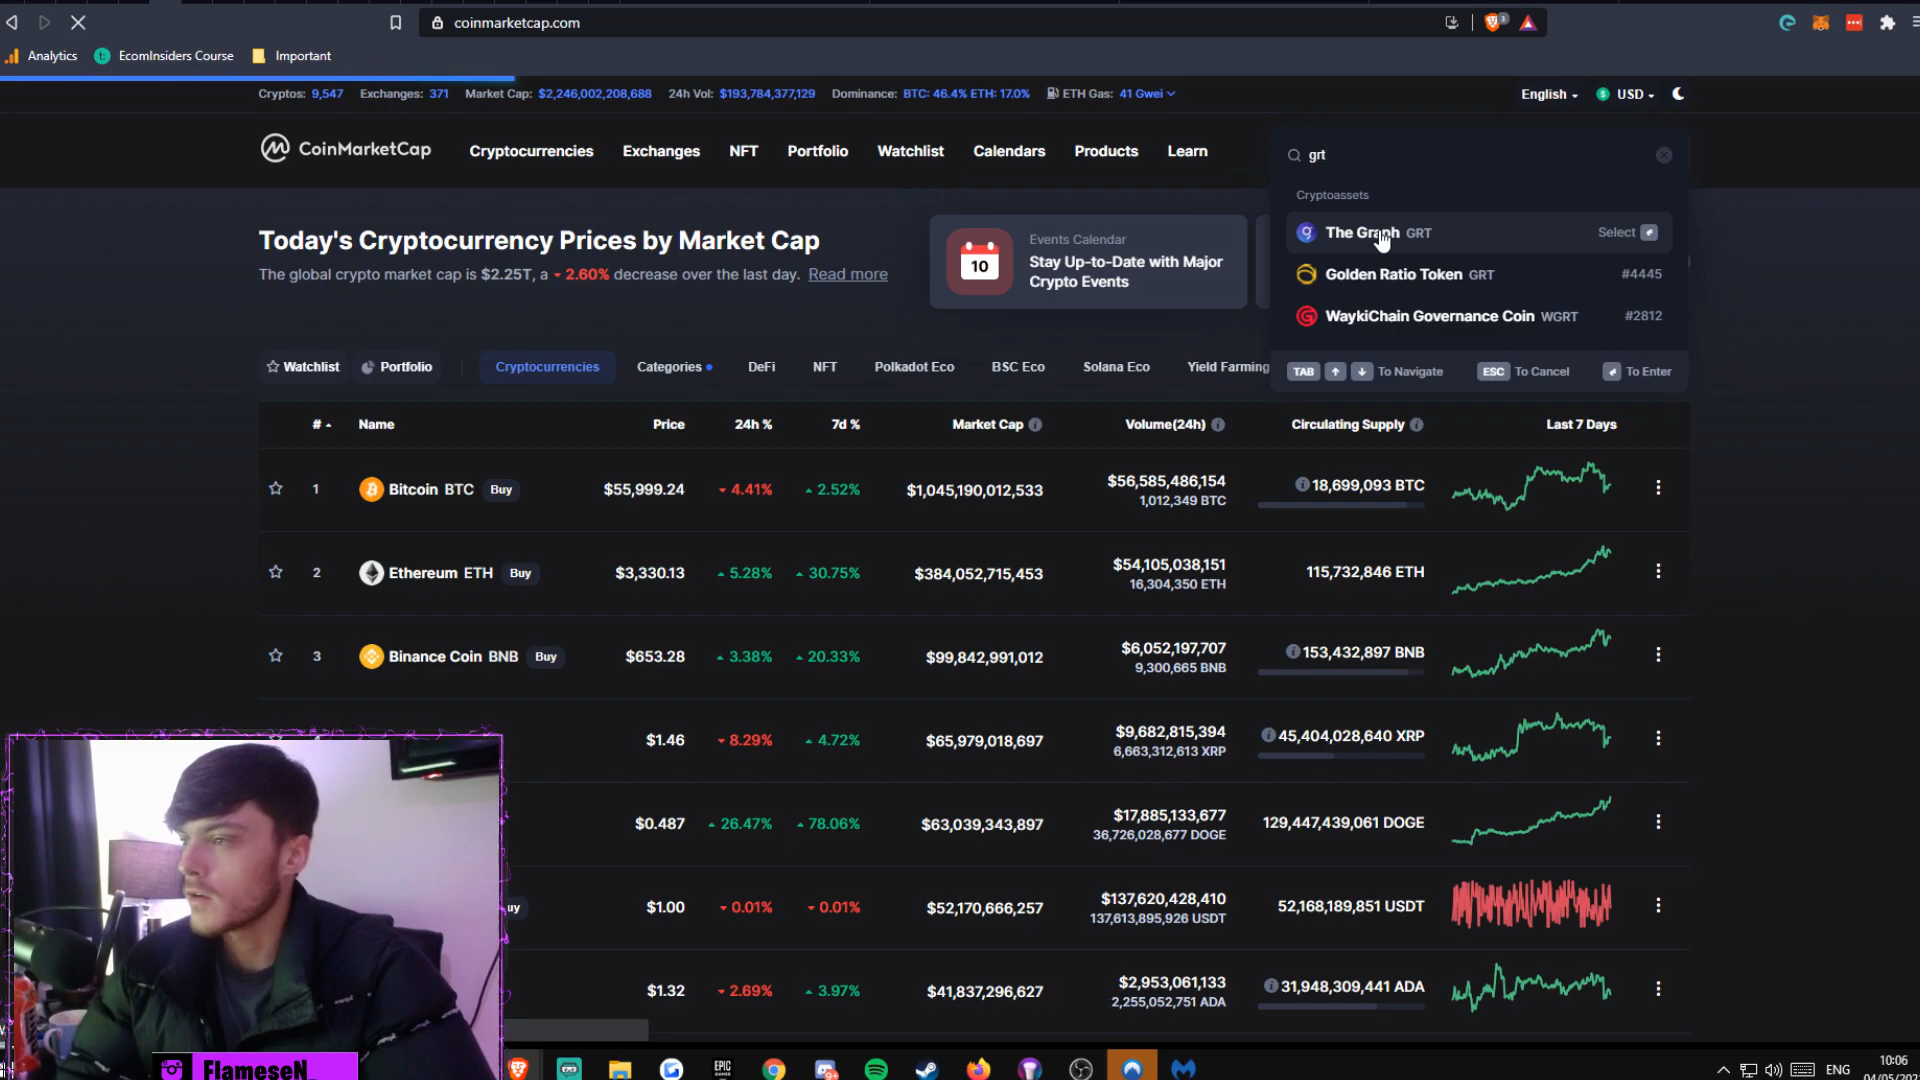 coinmarketcap.com
3
Analytics
EcomInsiders Course
Important
Cryptos: 9,547 Exchanges: 371 Market Cap: $2,246,002,208,688 24h Vol: $193,784,377,129 Dominance: BTC: 46.4% ETH: 17.0% ETH Gas: 41 Gwei
English USD
CoinMarketCap Cryptocurrencies Exchanges NFT Portfolio Watchlist Calendars Products Learn
grt
Cryptoassets
The Graph GRT Select
Golden Ratio Token GRT #4445
WaykiChain Governance Coin WGRT #2812
TAB To Navigate ESC To Cancel To Enter
Today's Cryptocurrency Prices by Market Cap
The global crypto market cap is $2.25T, a 2.60% decrease over the last day. Read more
10
Events Calendar
Stay Up-to-Date with Major
Crypto Events
Watchlist Portfolio Cryptocurrencies Categories DeFi NFT Polkadot Eco BSC Eco Solana Eco Yield Farming
# Name Price 24h % 7d % Market Cap Volume(24h) Circulating Supply Last 7 Days
1 Bitcoin BTC Buy $55,999.24 4.41% 2.52% $1,045,190,012,533 $56,585,486,154 18,699,093 BTC
1,012,349 BTC
2 Ethereum ETH Buy $3,330.13 5.28% 30.75% $384,052,715,453 $54,105,038,151 115,732,846 ETH
16,304,350 ETH
3 Binance Coin BNB Buy $653.28 3.38% 20.33% $99,842,991,012 $6,052,197,707 153,432,897 BNB
9,300,665 BNB
$1.46 8.29% 4.72% $65,979,018,697 $9,682,815,394 45,404,028,640 XRP
6,663,312,613 XRP
$0.487 26.47% 78.06% $63,039,343,897 $17,885,133,677 129,447,439,061 DOGE
36,726,028,677 DOGE
uy $1.00 0.01% 0.01% $52,170,666,257 $137,620,428,410 52,168,189,851 USDT
137,613,895,926 USDT
$1.32 2.69% 3.97% $41,837,296,627 $2,953,061,133 31,948,309,441 ADA
2,255,052,751 ADA
FlameseN_
EPIC
ENG
10:06
04/05/202